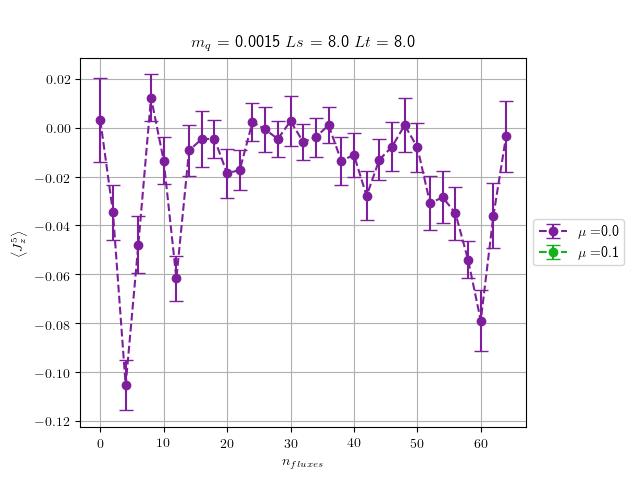 m_q = 0.0015 Ls = 8.0 Lt = 8.0
0.02
0.00
−0.02
−0.04
−0.06
−0.08
−0.10
−0.12
⟨J_z^5⟩
0 10 20 30 40 50 60
n_{fluxes}
μ =0.0
μ =0.1